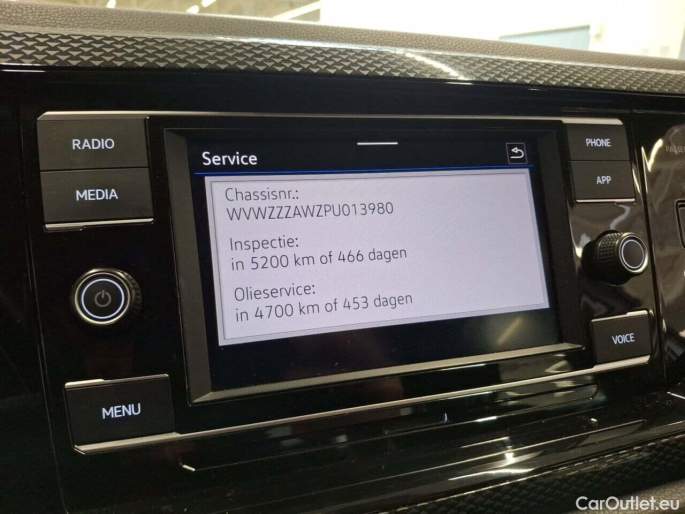 RADIO
MEDIA
MENU
Service
Chassisnr.:
WVWZZZAWZPU013980
Inspectie:
in 5200 km of 466 dagen
Olieservice:
in 4700 km of 453 dagen
PHONE
APP
VOICE
CarOutlet.eu